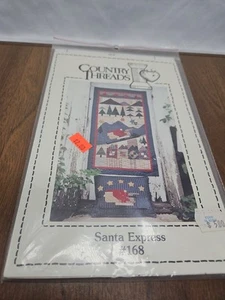 COUNTRY
THREADS
Santa Express
#168